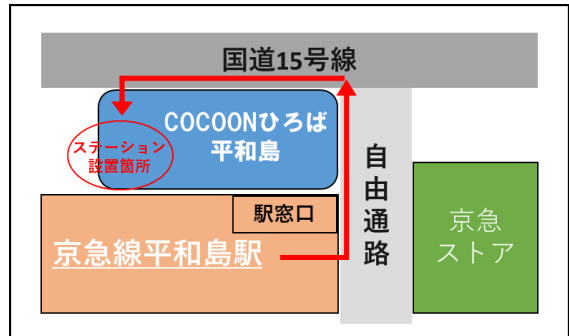 国道15号線
COCOONひろば
平和島
ステーション
設置箇所
自由通路
駅窓口
京急線平和島駅
京急
ストア